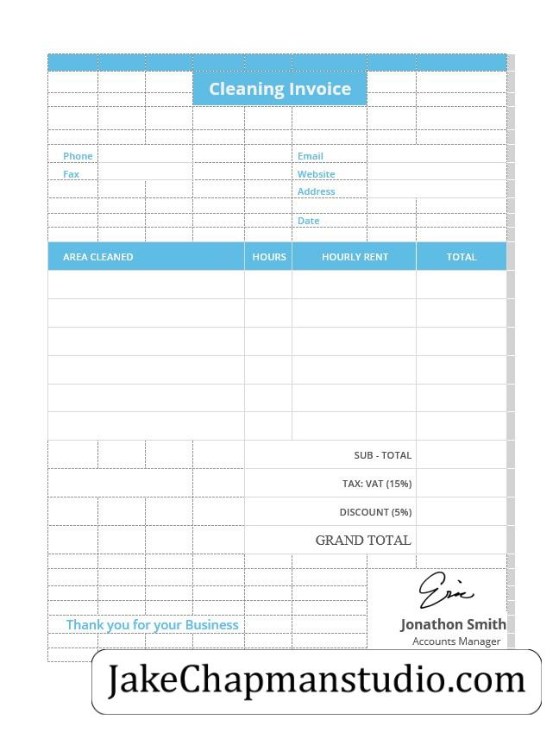 Cleaning Invoice
Phone Email
Fax Website
Address
Date
AREA CLEANED HOURS HOURLY RENT TOTAL
SUB - TOTAL
TAX: VAT (15%)
DISCOUNT (5%)
GRAND TOTAL
Eric
Thank you for your Business Jonathon Smith
Accounts Manager
JakeChapmanstudio.com